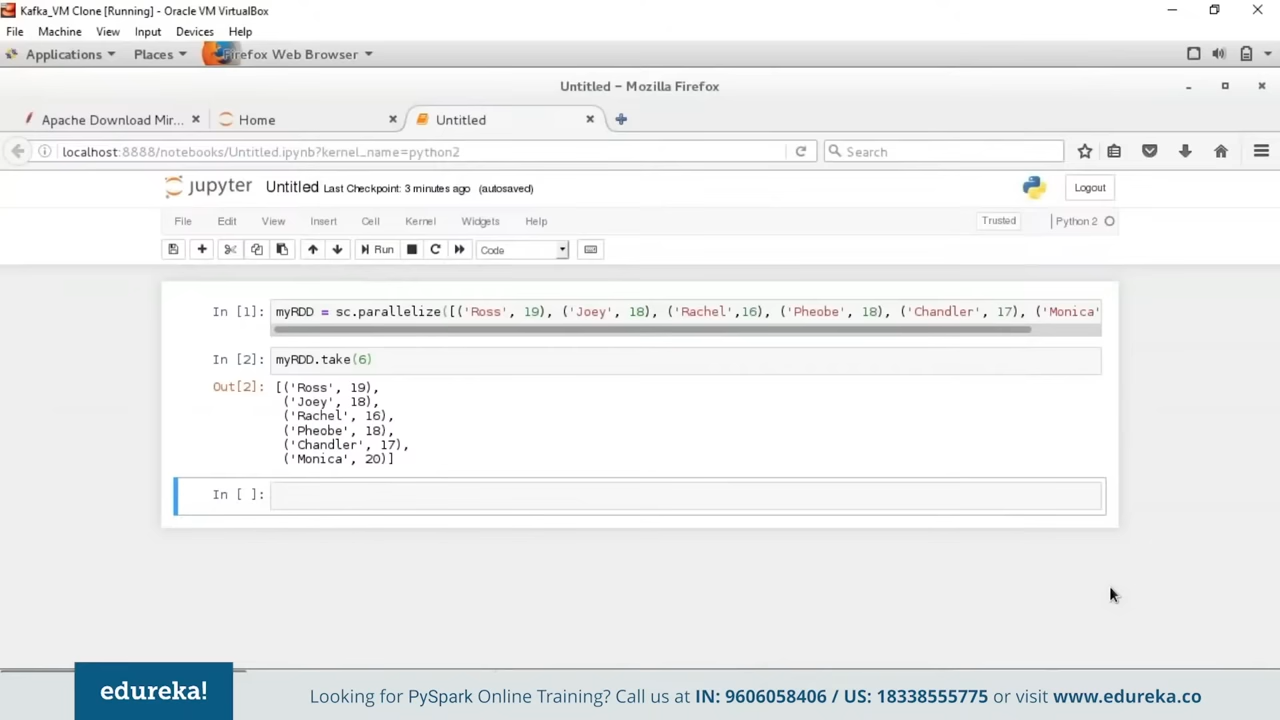 Kafka_VM Clone [Running] - Oracle VM VirtualBox
File Machine View Input Devices Help
Applications Places Firefox Web Browser
Untitled - Mozilla Firefox
Apache Download Mir... Home Untitled
localhost:8888/notebooks/Untitled.ipynb?kernel_name=python2 Search
jupyter Untitled Last Checkpoint: 3 minutes ago (autosaved) Logout
File Edit View Insert Cell Kernel Widgets Help Trusted Python 2
Run Code
In [1]: myRDD = sc.parallelize([('Ross', 19), ('Joey', 18), ('Rachel',16), ('Pheobe', 18), ('Chandler', 17), ('Monica'
In [2]: myRDD.take(6)
Out[2]: [('Ross', 19),
('Joey', 18),
('Rachel', 16),
('Pheobe', 18),
('Chandler', 17),
('Monica', 20)]
In [ ]:
edureka! Looking for PySpark Online Training? Call us at IN: 9606058406 / US: 18338555775 or visit www.edureka.co